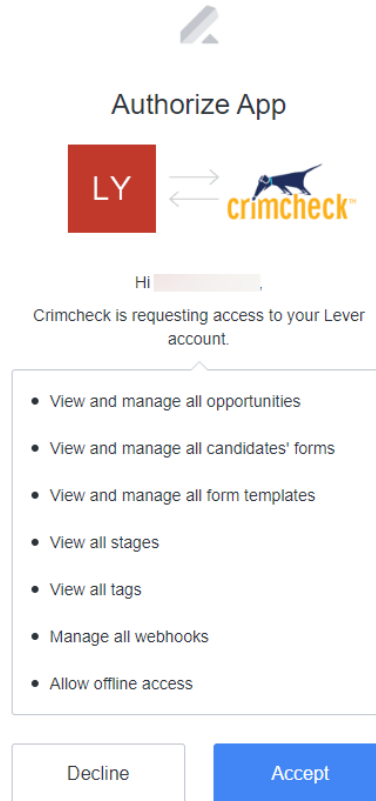 Authorize App
LY
crimcheck™
Hi ,
Crimcheck is requesting access to your Lever
account.
• View and manage all opportunities
• View and manage all candidates' forms
• View and manage all form templates
• View all stages
• View all tags
• Manage all webhooks
• Allow offline access
Decline
Accept